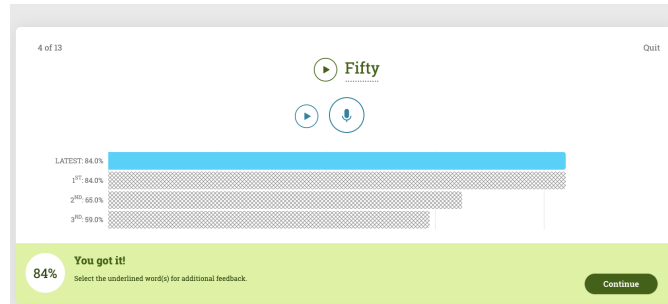 4 of 13
Quit
Fifty
LATEST: 84.0%
1ST: 84.0%
2ND: 65.0%
3RD: 59.0%
84%
You got it!
Select the underlined word(s) for additional feedback.
Continue